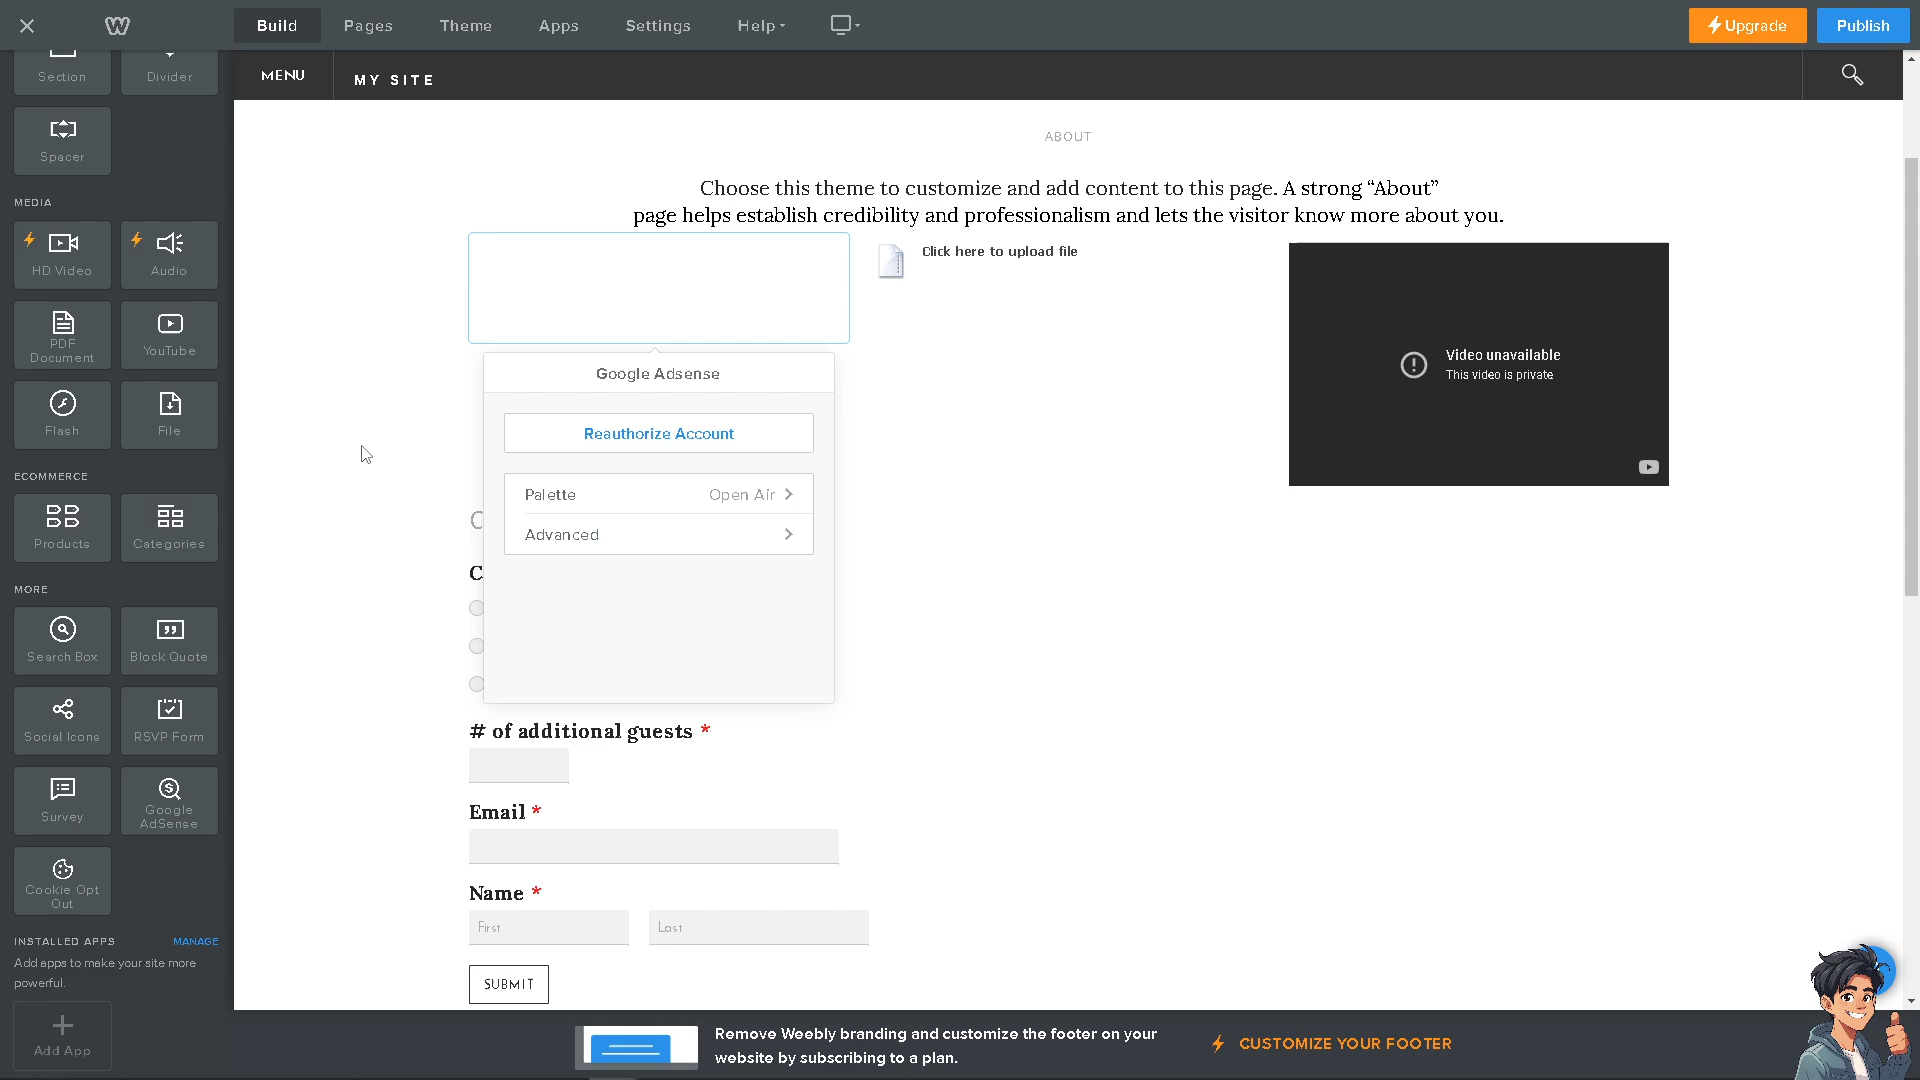 Build
Pages
Theme
Apps
Settings
Help
Upgrade
Publish
Section
Divider
Spacer
MEDIA
HD Video
Audio
PDF
Document
YouTube
Flash
File
ECOMMERCE
Products
Categories
MORE
Search Box
Block Quote
Social Icons
RSVP Form
Survey
Google
AdSense
Cookie Opt
Out
INSTALLED APPS
MANAGE
Add apps to make your site more
powerful.
Add App
MENU
MY SITE
ABOUT
Choose this theme to customize and add content to this page. A strong “About”
page helps establish credibility and professionalism and lets the visitor know more about you.
Click here to upload file
Video unavailable
This video is private
Google Adsense
Reauthorize Account
Palette
Open Air
Advanced
# of additional guests *
Email *
Name *
First
Last
SUBMIT
Remove Weebly branding and customize the footer on your
website by subscribing to a plan.
CUSTOMIZE YOUR FOOTER